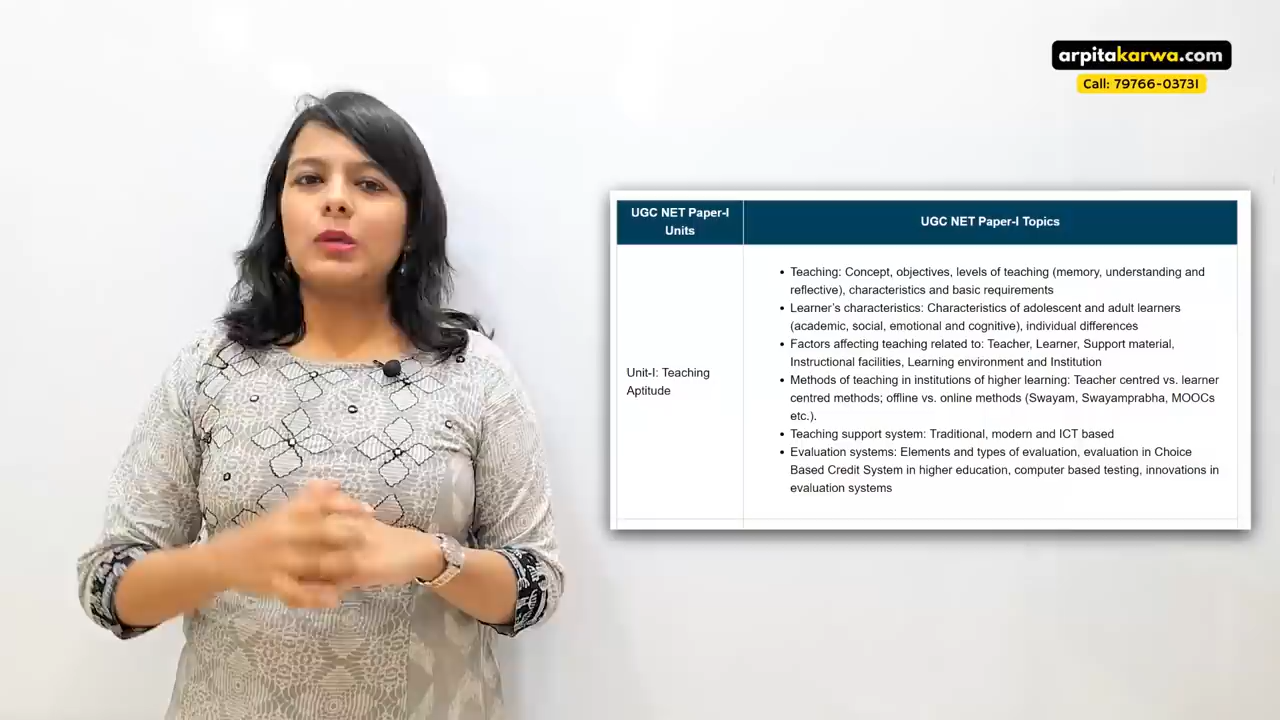 arpitakarwa.com
Call: 79766-03731
UGC NET Paper-I
Units
UGC NET Paper-I Topics
Unit-I: Teaching
Aptitude
• Teaching: Concept, objectives, levels of teaching (memory, understanding and
reflective), characteristics and basic requirements
• Learner’s characteristics: Characteristics of adolescent and adult learners
(academic, social, emotional and cognitive), individual differences
• Factors affecting teaching related to: Teacher, Learner, Support material,
Instructional facilities, Learning environment and Institution
• Methods of teaching in institutions of higher learning: Teacher centred vs. learner
centred methods; offline vs. online methods (Swayam, Swayamprabha, MOOCs
etc.).
• Teaching support system: Traditional, modern and ICT based
• Evaluation systems: Elements and types of evaluation, evaluation in Choice
Based Credit System in higher education, computer based testing, innovations in
evaluation systems